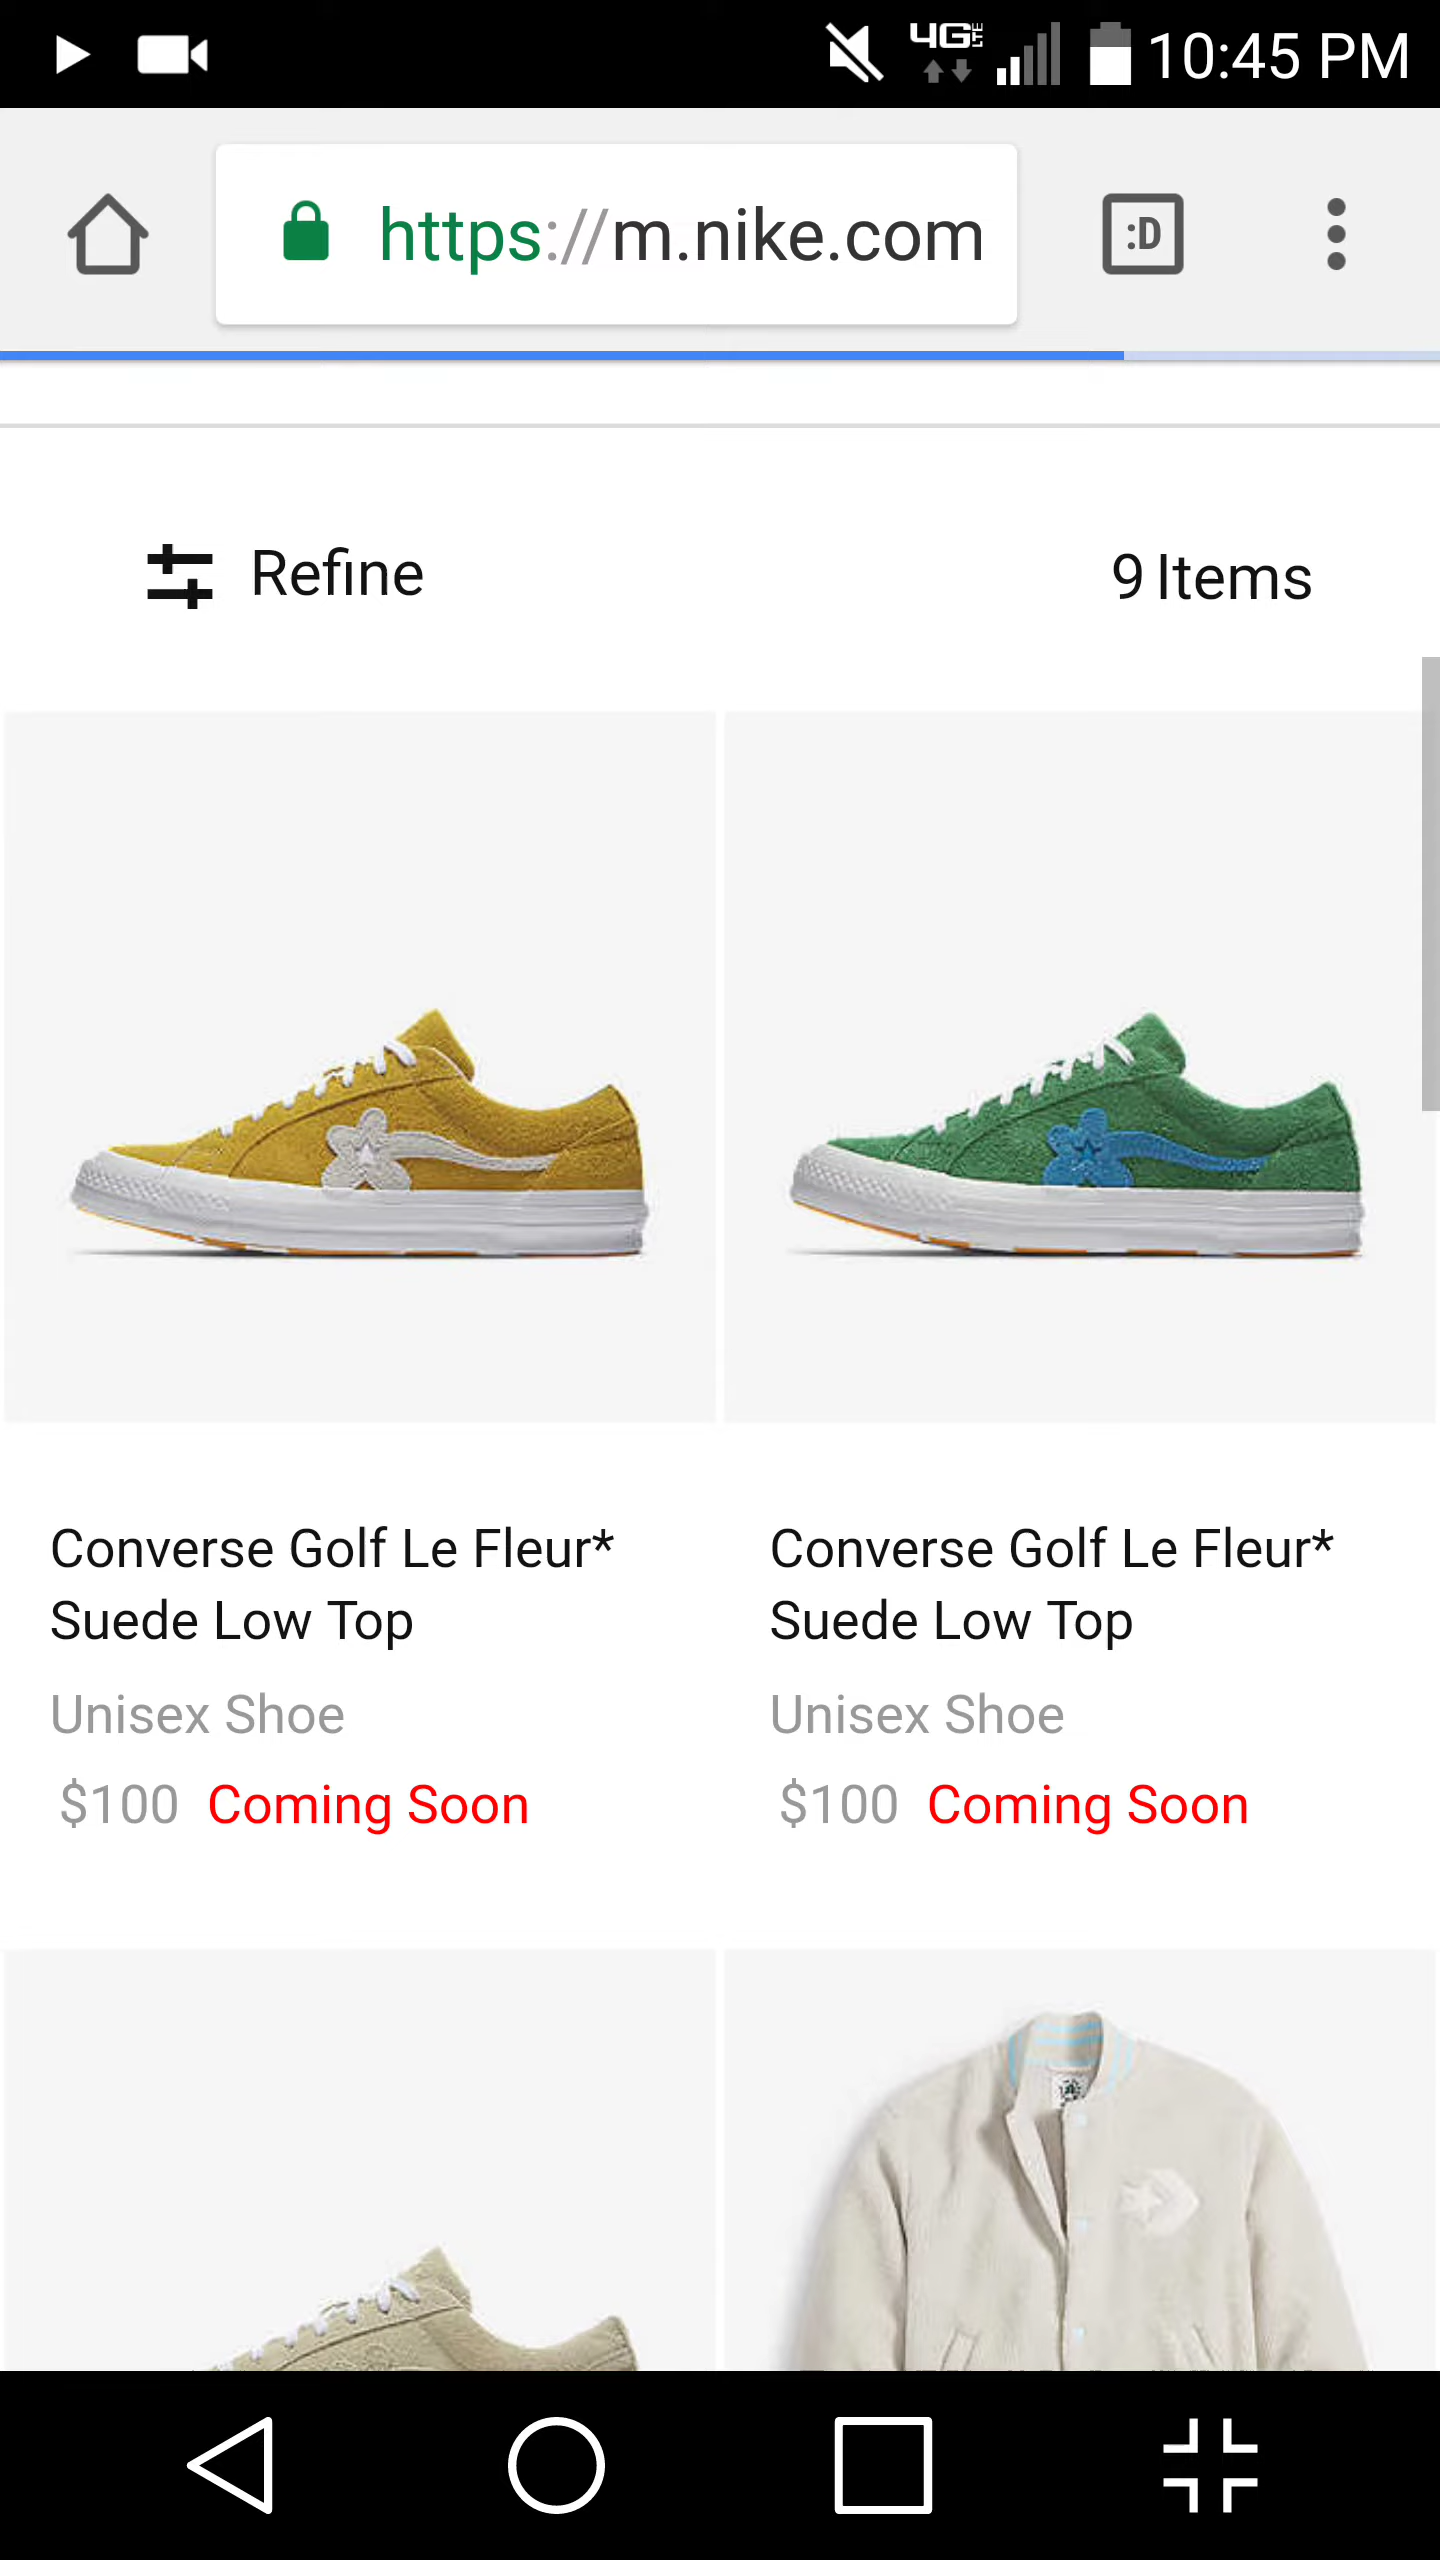 4G LTE 10:45 PM
https://m.nike.com :D
Refine 9 Items
Converse Golf Le Fleur*
Suede Low Top
Unisex Shoe
$100 Coming Soon
Converse Golf Le Fleur*
Suede Low Top
Unisex Shoe
$100 Coming Soon